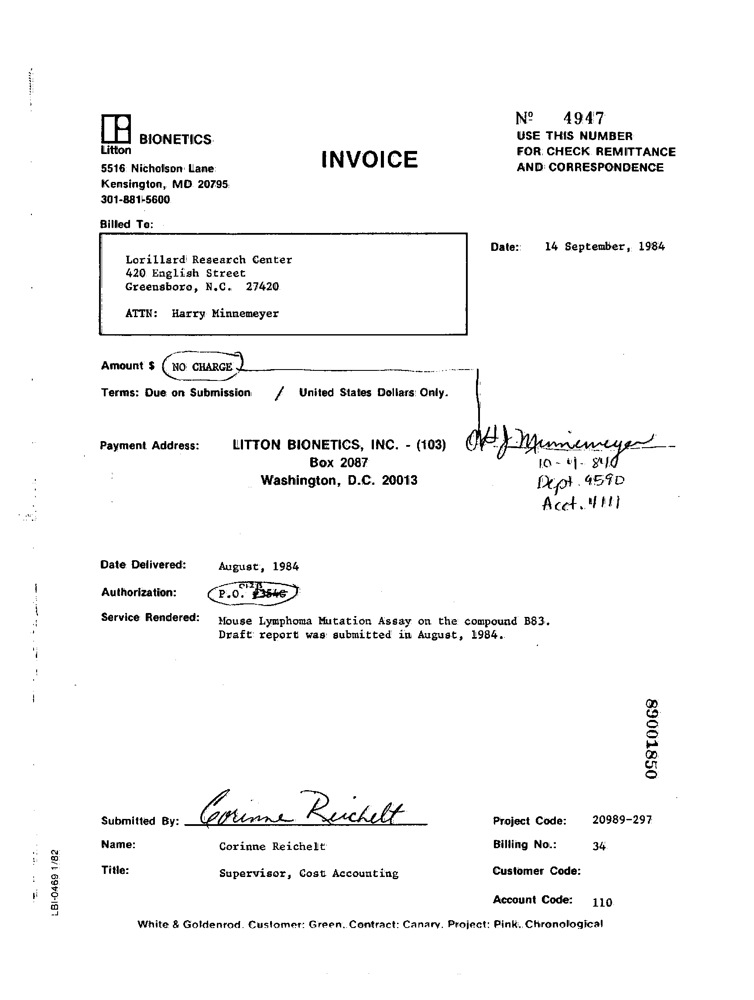 Litton BIONETICS
5516 Nicholson Lane
Kensington, MD 20795
301-881-5600
INVOICE
Nº 4947
USE THIS NUMBER
FOR CHECK REMITTANCE
AND CORRESPONDENCE
Billed To:
Lorillard Research Center
420 English Street
Greensboro, N.C. 27420
ATTN: Harry Minnemeyer
Date: 14 September, 1984
Amount $ NO CHARGE
Terms: Due on Submission / United States Dollars Only.
Payment Address: LITTON BIONETICS, INC. - (103)
Box 2087
Washington, D.C. 20013
H J Minnemeyer
Dept. 4590
Acct. 4111
Date Delivered: August, 1984
Authorization: P.O.
Service Rendered: Mouse Lymphoma Mutation Assay on the compound B83.
Draft report was submitted in August, 1984.
89001850
Submitted By: Corinne Reichelt
Name: Corinne Reichelt
Title: Supervisor, Cost Accounting
Project Code: 20989-297
Billing No.: 34
Customer Code:
Account Code: 110
LBI-0469 1/82
White & Goldenrod. Customer: Green. Contract: Canary. Project: Pink. Chronological